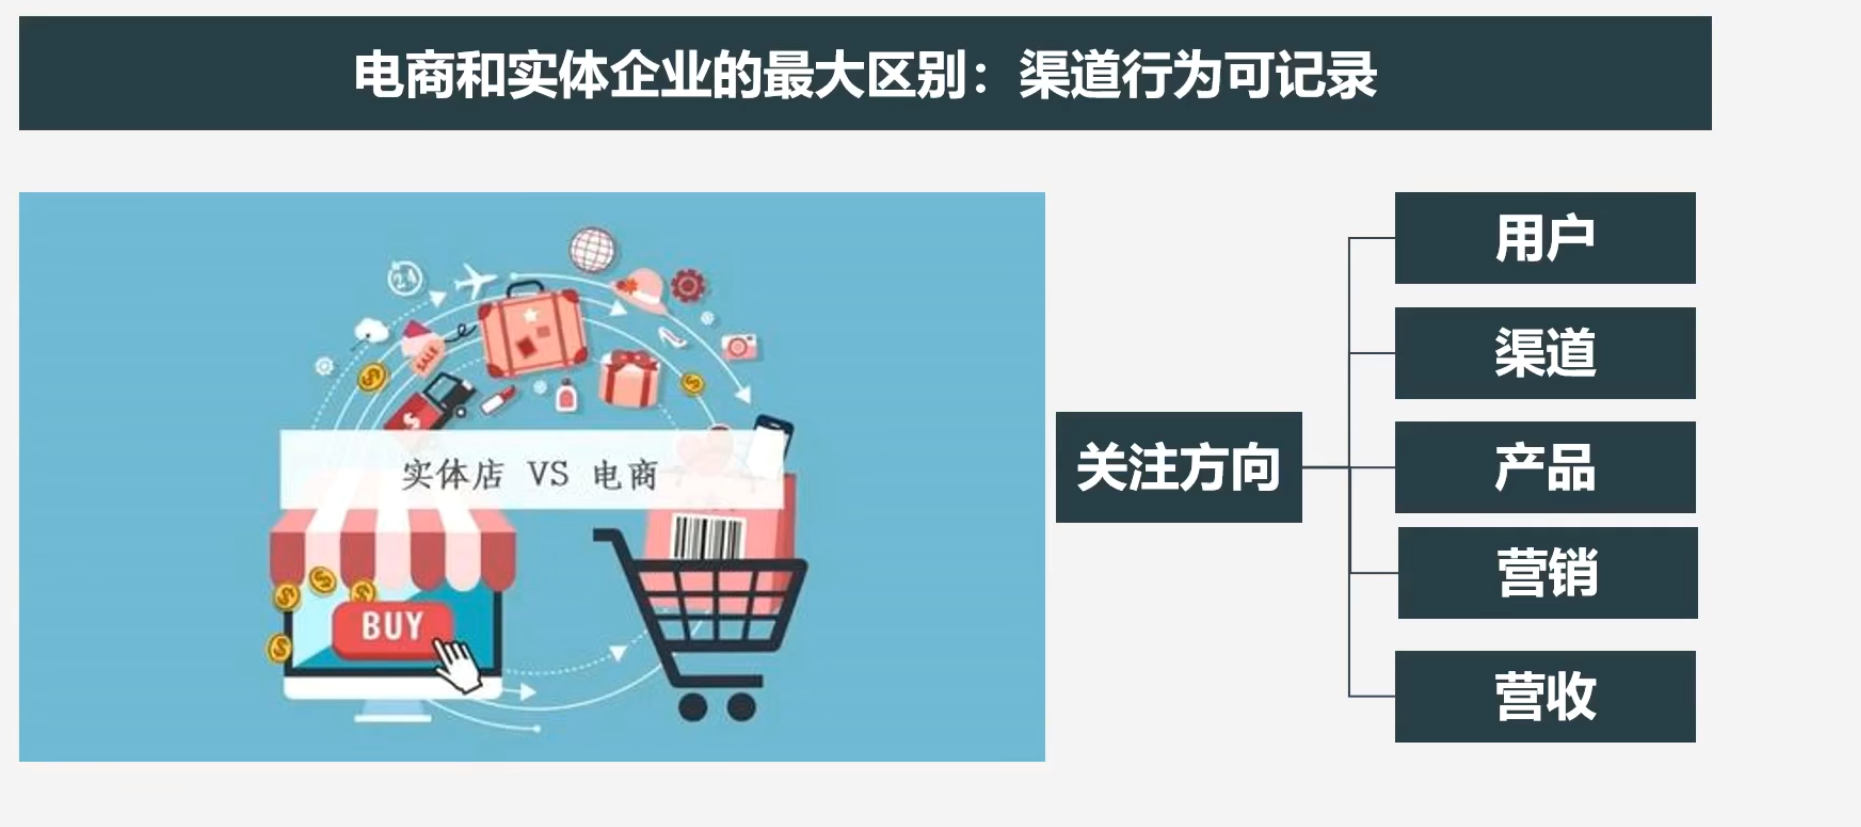 电商和实体企业的最大区别：渠道行为可记录
24
SALE
实体店 VS 电商
BUY
关注方向
用户
渠道
产品
营销
营收